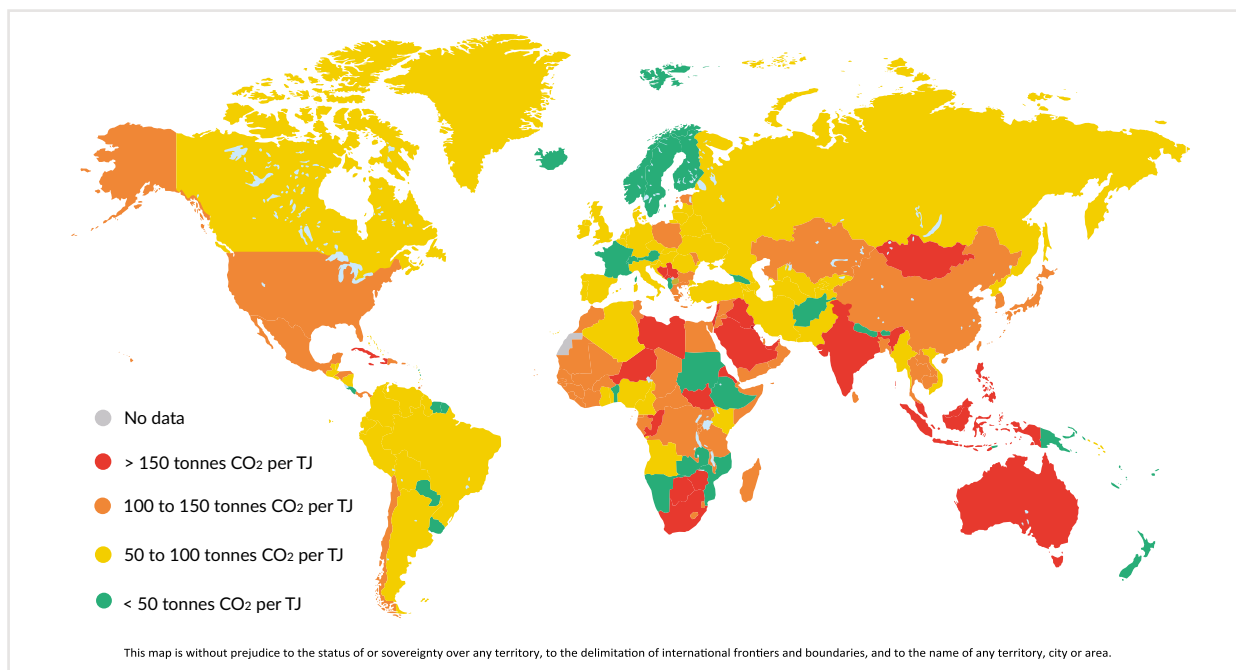 No data
> 150 tonnes CO2 per TJ
100 to 150 tonnes CO2 per TJ
50 to 100 tonnes CO2 per TJ
< 50 tonnes CO2 per TJ
This map is without prejudice to the status of or sovereignty over any territory, to the delimitation of international frontiers and boundaries, and to the name of any territory, city or area.